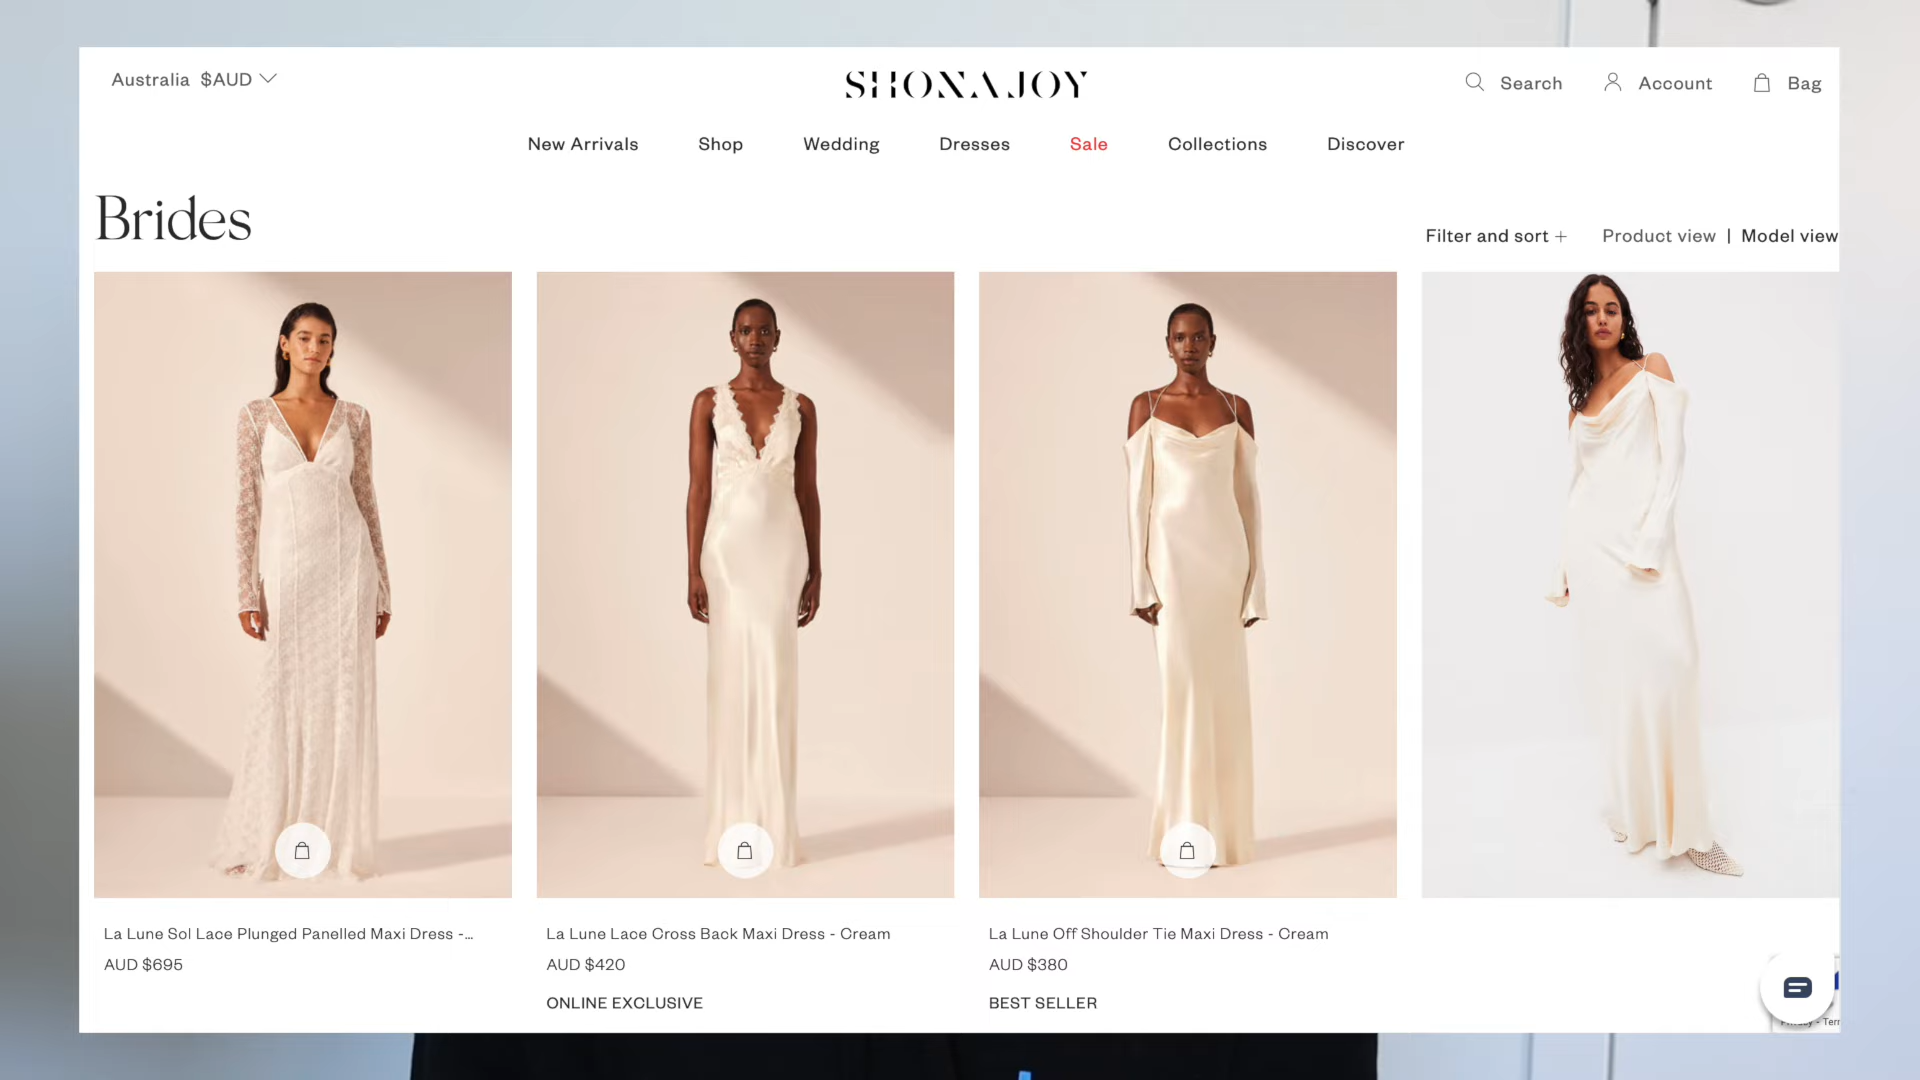 Australia $AUD
SHONA JOY
Search
Account
Bag
New Arrivals
Shop
Wedding
Dresses
Sale
Collections
Discover
Brides
Filter and sort +
Product view | Model view
La Lune Sol Lace Plunged Panelled Maxi Dress -...
AUD $695
La Lune Lace Cross Back Maxi Dress - Cream
AUD $420
ONLINE EXCLUSIVE
La Lune Off Shoulder Tie Maxi Dress - Cream
AUD $380
BEST SELLER